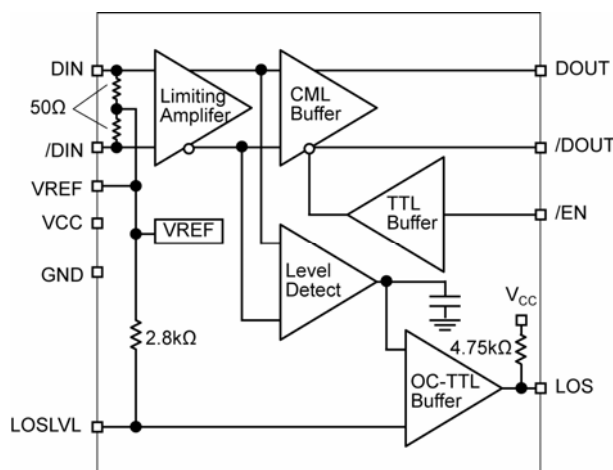 DIN
50Ω
/DIN
VREF
VCC
GND
LOSLVL
Limiting
Amplifer
CML
Buffer
TTL
Buffer
VREF
Level
Detect
2.8kΩ
OC-TTL
Buffer
VCC
4.75kΩ
DOUT
/DOUT
/EN
LOS